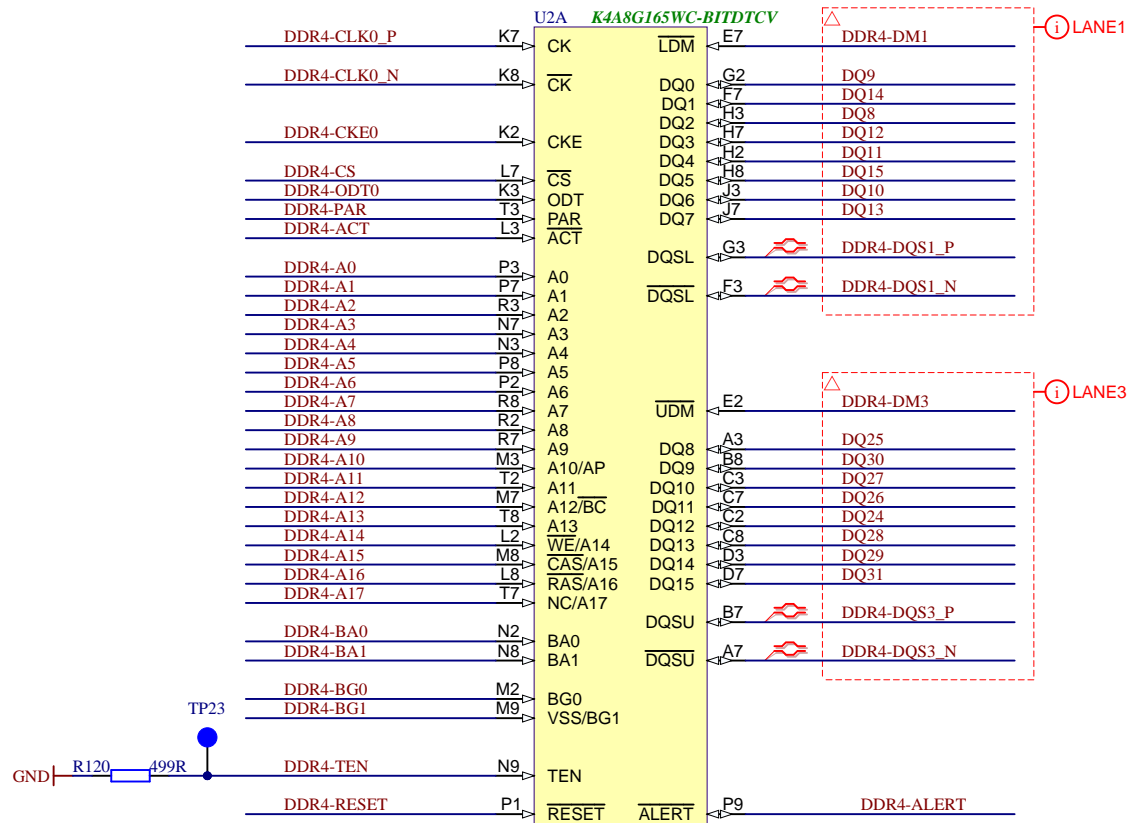 U2A K4A8G165WC-BITDTCV
DDR4-CLK0_P K7 CK LDM E7 DDR4-DM1 i LANE1
DDR4-CLK0_N K8 CK DQ0 G2 DQ9
DQ1 F7 DQ14
DQ2 H3 DQ8
DDR4-CKE0 K2 CKE DQ3 H7 DQ12
DQ4 H2 DQ11
DDR4-CS L7 CS DQ5 H8 DQ15
DDR4-ODT0 K3 ODT DQ6 J3 DQ10
DDR4-PAR T3 PAR DQ7 J7 DQ13
DDR4-ACT L3 ACT
DQSL G3 DDR4-DQS1_P
DDR4-A0 P3 A0
DDR4-A1 P7 A1 DQSL F3 DDR4-DQS1_N
DDR4-A2 R3 A2
DDR4-A3 N7 A3
DDR4-A4 N3 A4
DDR4-A5 P8 A5
DDR4-A6 P2 A6 i LANE3
DDR4-A7 R8 A7 UDM E2 DDR4-DM3
DDR4-A8 R2 A8
DDR4-A9 R7 A9 DQ8 A3 DQ25
DDR4-A10 M3 A10/AP DQ9 B8 DQ30
DDR4-A11 T2 A11 DQ10 C3 DQ27
DDR4-A12 M7 A12/BC DQ11 C7 DQ26
DDR4-A13 T8 A13 DQ12 C2 DQ24
DDR4-A14 L2 WE/A14 DQ13 C8 DQ28
DDR4-A15 M8 CAS/A15 DQ14 D3 DQ29
DDR4-A16 L8 RAS/A16 DQ15 D7 DQ31
DDR4-A17 T7 NC/A17
DQSU B7 DDR4-DQS3_P
DDR4-BA0 N2 BA0
DDR4-BA1 N8 BA1 DQSU A7 DDR4-DQS3_N
DDR4-BG0 M2 BG0
DDR4-BG1 M9 VSS/BG1
TP23
GND R120 499R DDR4-TEN N9 TEN
DDR4-RESET P1 RESET ALERT P9 DDR4-ALERT